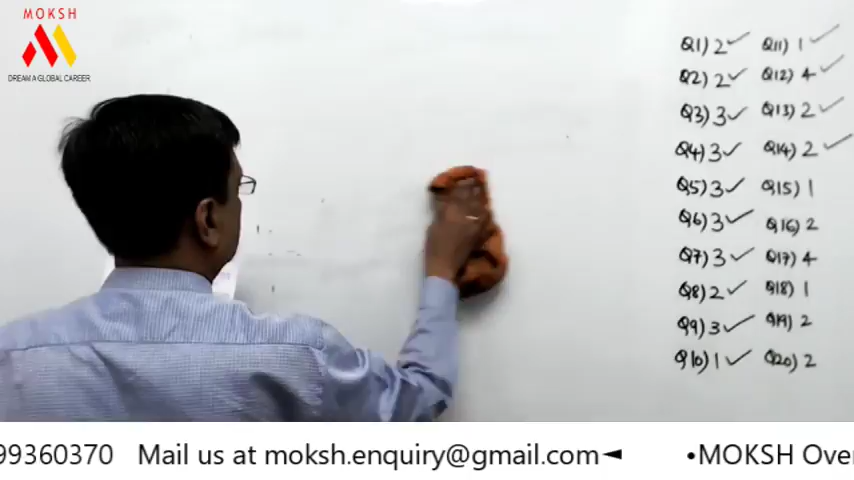 MOKSH
DREAM A GLOBAL CAREER
Q1) 2 ✓ Q11) 1 ✓
Q2) 2 ✓ Q12) 4 ✓
Q3) 3 ✓ Q13) 2 ✓
Q4) 3 ✓ Q14) 2 ✓
Q5) 3 ✓ Q15) 1
Q6) 3 ✓ Q16) 2
Q7) 3 ✓ Q17) 4
Q8) 2 ✓ Q18) 1
Q9) 3 ✓ Q19) 2
Q10) 1 ✓ Q20) 2
99360370 Mail us at moksh.enquiry@gmail.com◄ •MOKSH Over